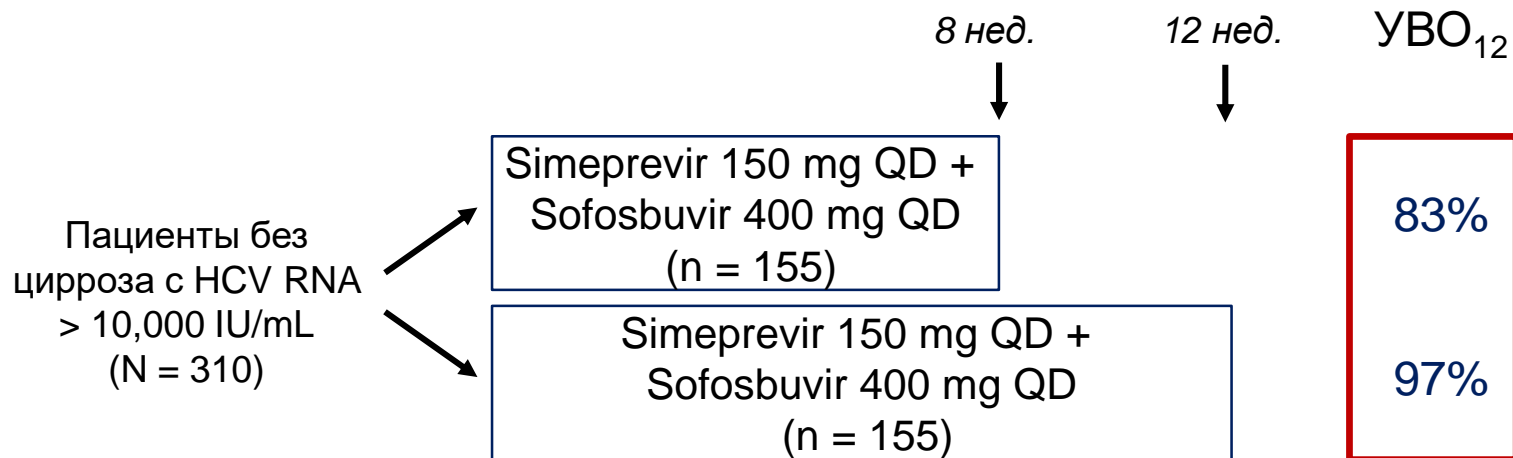 8 нед.
12 нед.
УВО12
Simeprevir 150 mg QD +
Sofosbuvir 400 mg QD
(n = 155)
83%
Пациенты без
цирроза с HCV RNA
> 10,000 IU/mL
(N = 310)
Simeprevir 150 mg QD +
Sofosbuvir 400 mg QD
(n = 155)
97%